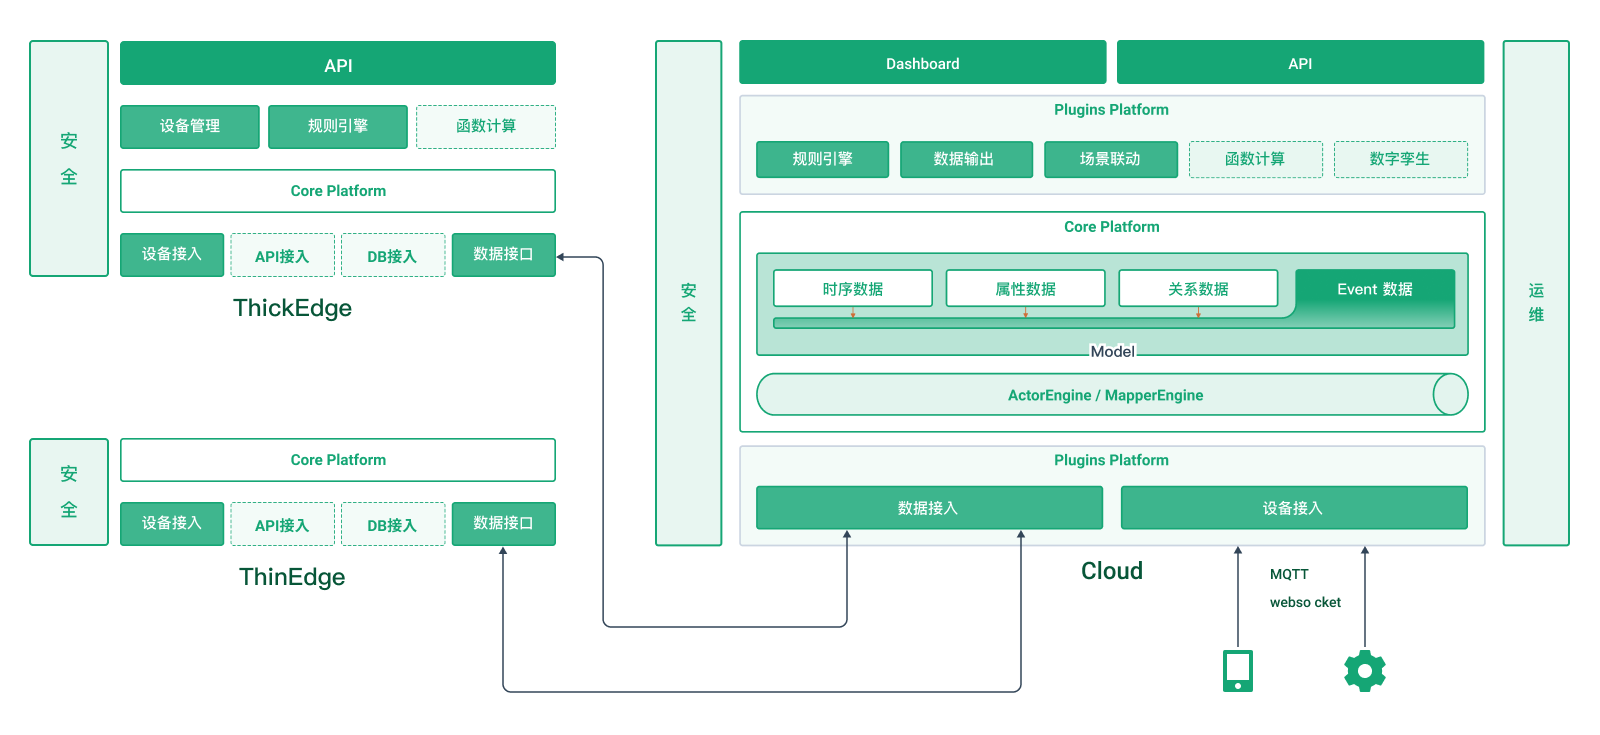 安
全
API
设备管理
规则引擎
函数计算
Core Platform
设备接入
API接入
DB接入
数据接口
ThickEdge
安
全
Core Platform
设备接入
API接入
DB接入
数据接口
ThinEdge
安
全
Dashboard
API
Plugins Platform
规则引擎
数据输出
场景联动
函数计算
数字孪生
Core Platform
时序数据
属性数据
关系数据
Event 数据
Model
ActorEngine / MapperEngine
Plugins Platform
数据接入
设备接入
Cloud
运
维
MQTT
webso cket